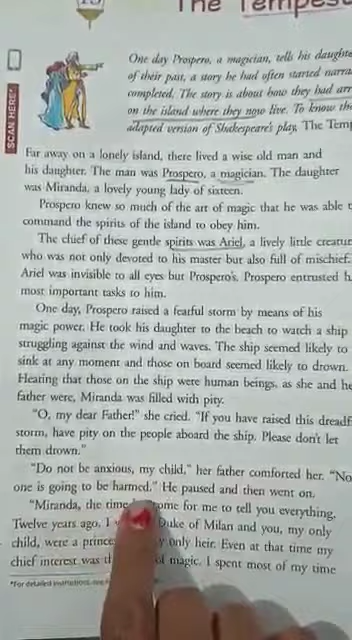 The Tempest
SCAN HERE*
One day Prospero, a magician, tells his
of their past, a story he had often started
completed. The story is about how they had
on the island where they now live. To know
adapted version of Shakespeare's play, The
Far away on a lonely island, there lived a wise old man and
his daughter. The man was Prospero, a magician. The daughter
was Miranda, a lovely young lady of sixteen.
Prospero knew so much of the art of magic that he was able
command the spirits of the island to obey him.
The chief of these gentle spirits was Ariel, a lively little
who was not only devoted to his master but also full of mischief.
Ariel was invisible to all eyes but Prospero's. Prospero entrusted
most important tasks to him.
One day, Prospero raised a fearful storm by means of his
magic power. He took his daughter to the beach to watch a ship
struggling against the wind and waves. The ship seemed likely to
sink at any moment and those on board seemed likely to drown.
Hearing that those on the ship were human beings, as she and
father were, Miranda was filled with pity.
"O, my dear Father!" she cried. "If you have raised this
storm, have pity on the people aboard the ship. Please don't let
them drown."
"Do not be anxious, my child," her father comforted her. "No
one is going to be harmed." He paused and then went on.
"Miranda, the time come for me to tell you everything.
Twelve years ago, I Duke of Milan and you, my only
child, were a only heir. Even at that time my
chief interest was magic. I spent most of my time
*For detailed instructions,